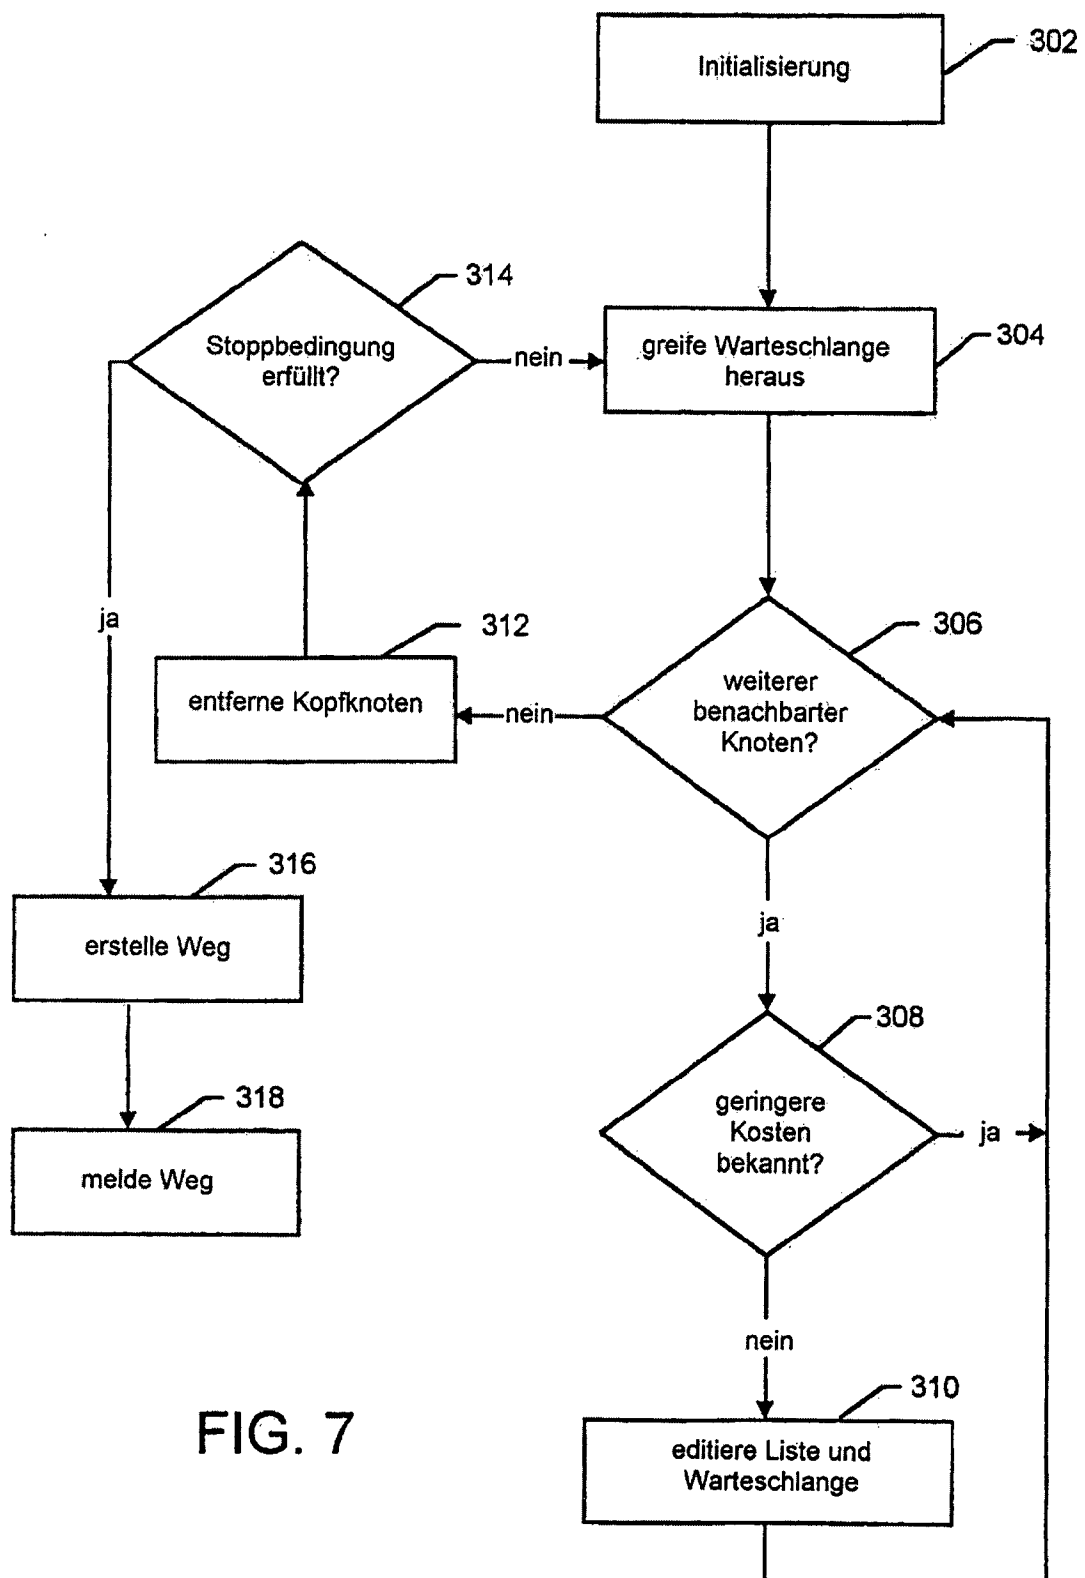 Initialisierung
302
314
Stoppbedingung
erfüllt?
nein
greife Warteschlange
heraus
304
ja
312
entferne Kopfknoten
nein
306
weiterer
benachbarter
Knoten?
316
erstelle Weg
ja
318
melde Weg
308
geringere
Kosten
bekannt?
ja
nein
310
editiere Liste und
Warteschlange
FIG. 7